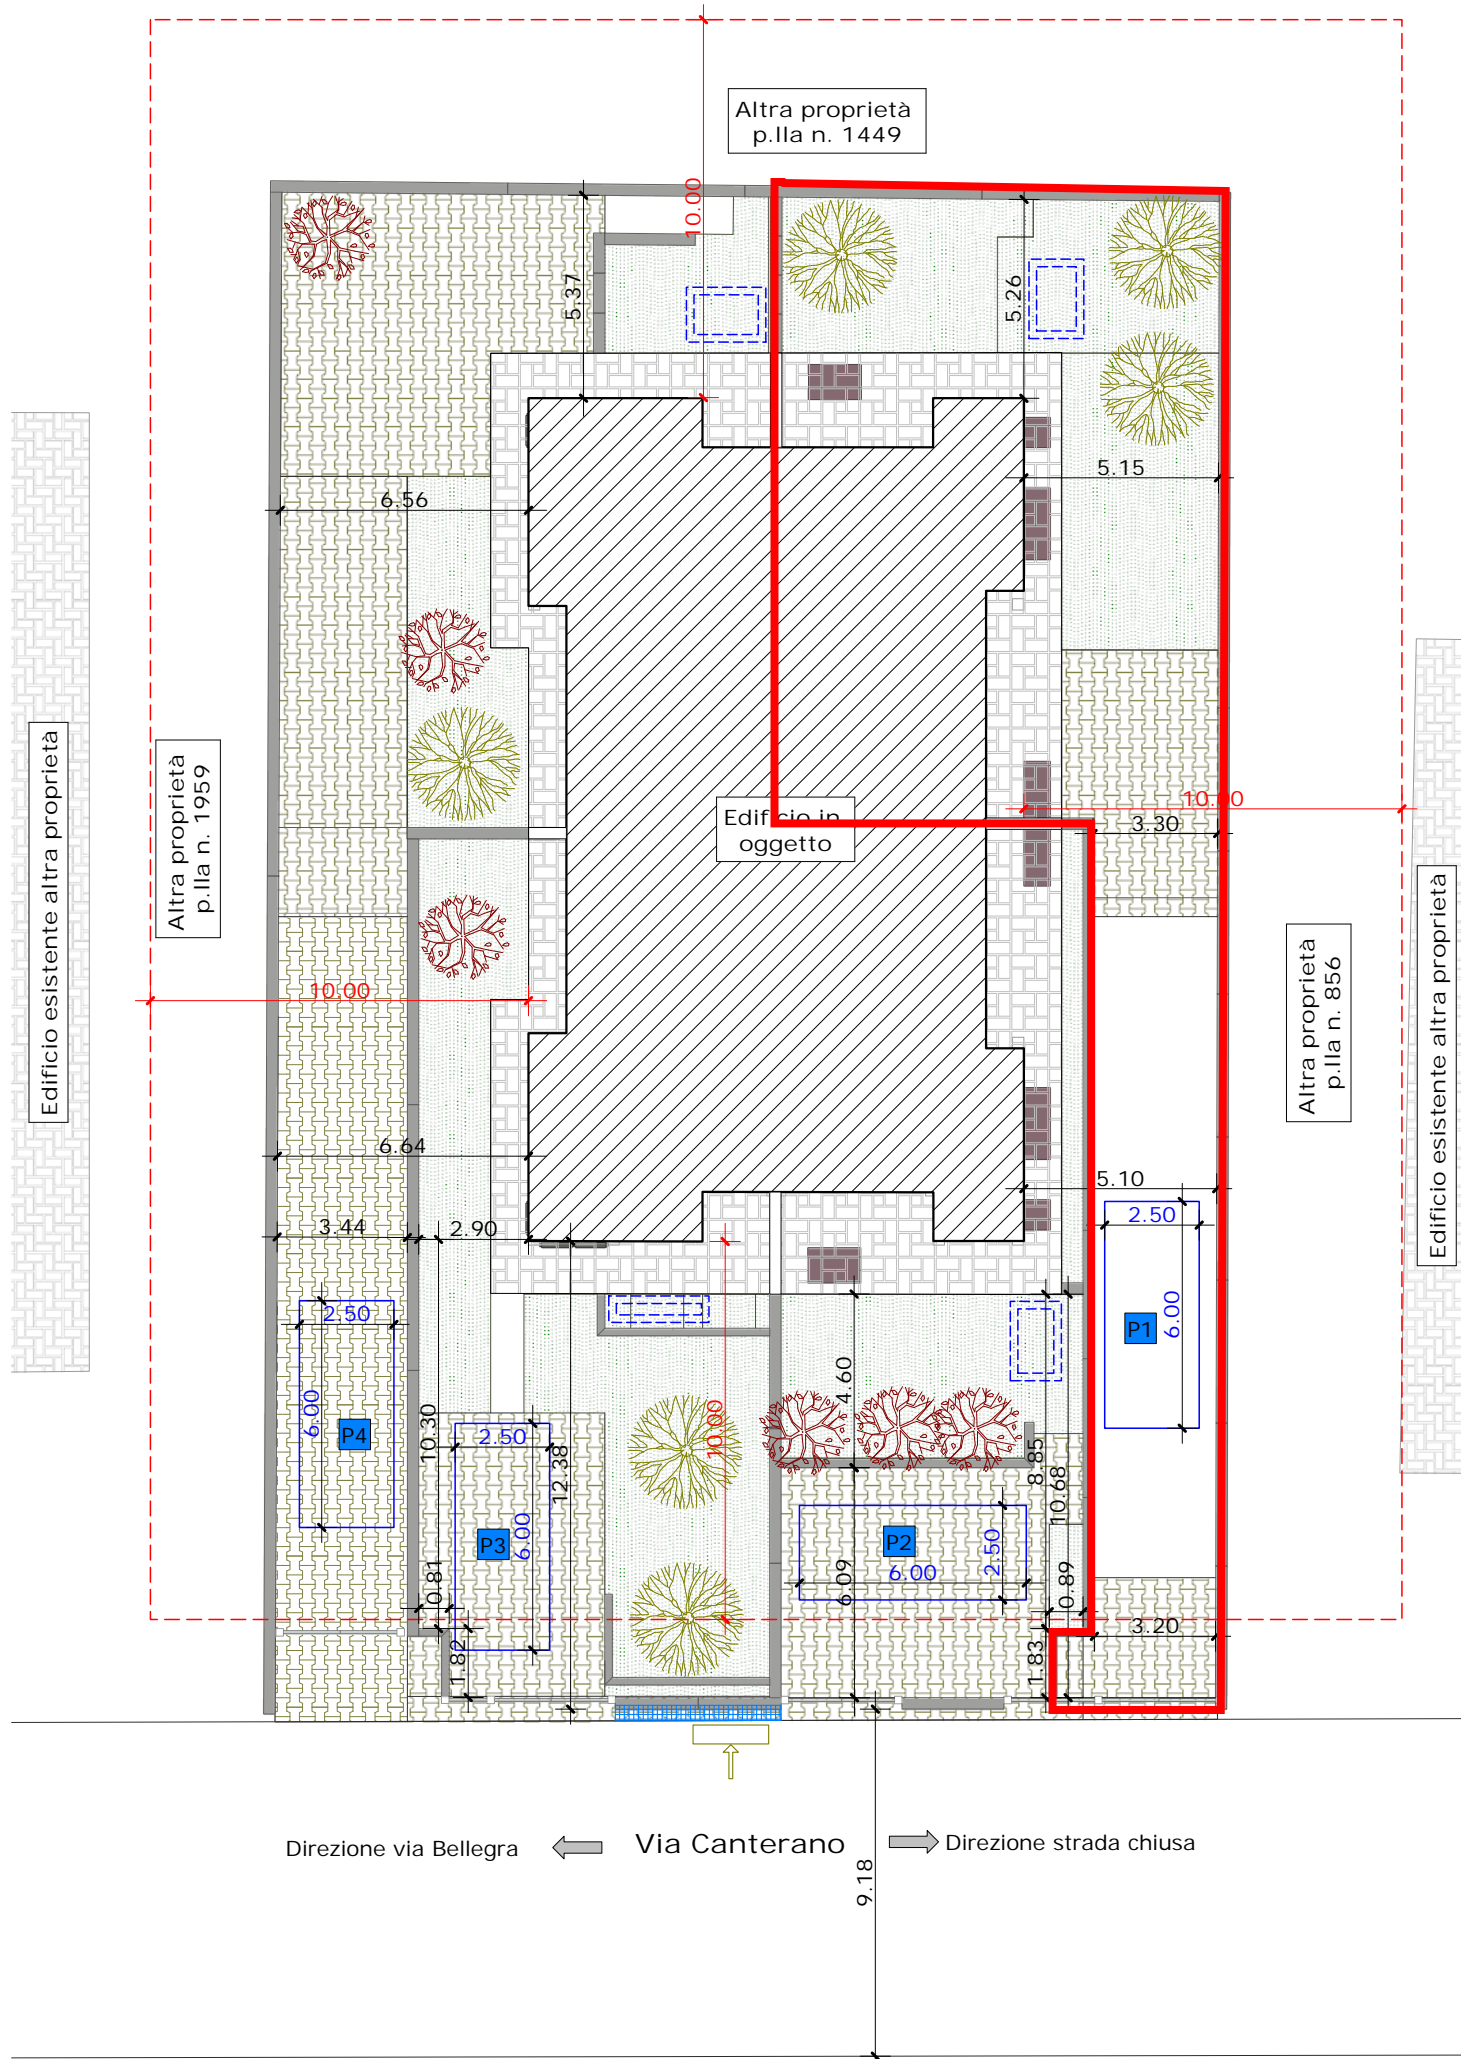 Altra proprietà
p.lla n. 1449
10.00
5.37
5.26
5.15
6.56
Edificio esistente altra proprietà
Altra proprietà
p.lla n. 1959
Edificio in
oggetto
10.00
3.30
Altra proprietà
p.lla n. 856
Edificio esistente altra proprietà
10.00
6.64
5.10
3.44
2.90
2.50
2.50
6.00
P1
6.00
P4
4.60
10.30
2.50
12.38
10.00
8.85
10.68
P3
6.00
P2
6.00
2.50
6.09
0.81
0.89
1.82
1.83
3.20
Direzione via Bellegra
Via Canterano
Direzione strada chiusa
9.18